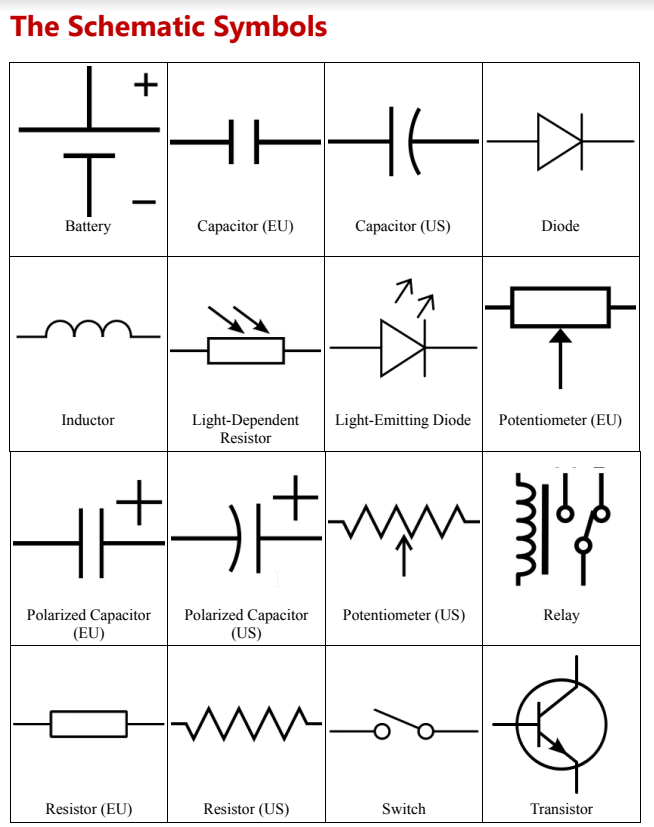 The Schematic Symbols
+
−
Battery
Capacitor (EU)
Capacitor (US)
Diode
Inductor
Light-Dependent
Resistor
Light-Emitting Diode
Potentiometer (EU)
+
Polarized Capacitor
(EU)
+
Polarized Capacitor
(US)
Potentiometer (US)
Relay
Resistor (EU)
Resistor (US)
Switch
Transistor